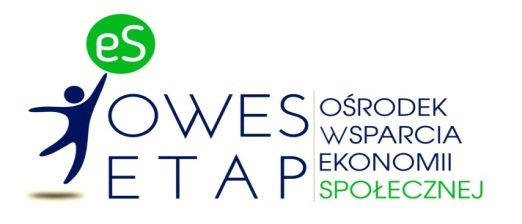 eS
OWES
ETAP
OŚRODEK
WSPARCIA
EKONOMII
SPOŁECZNEJ